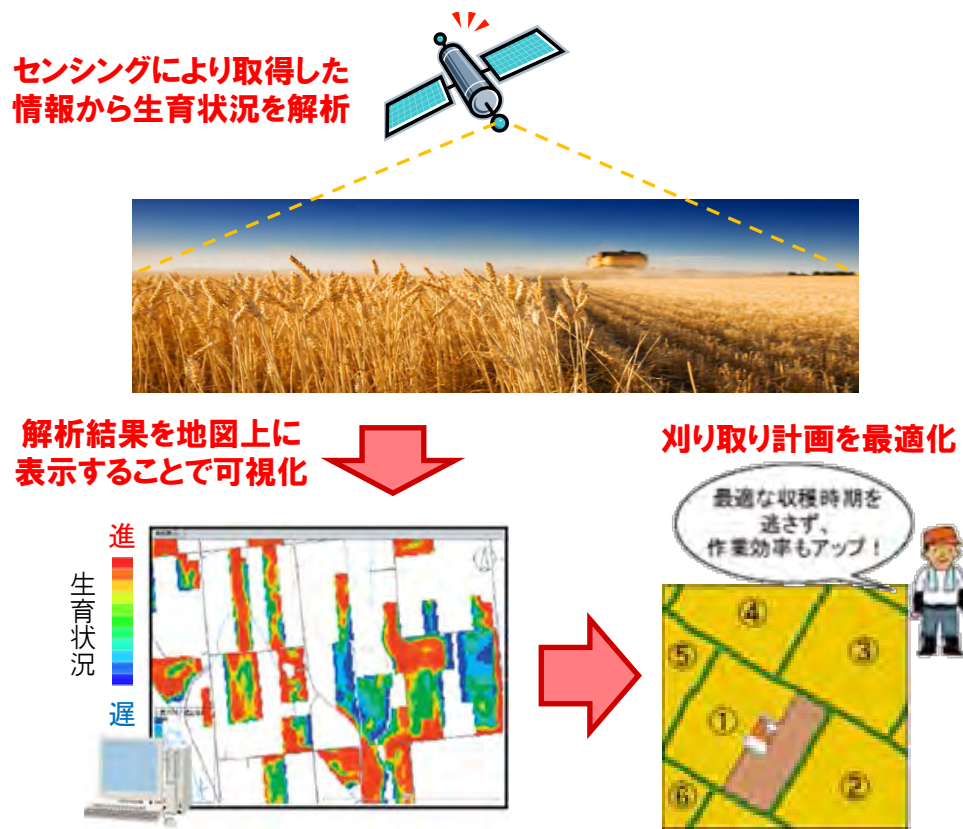 センシングにより取得した
情報から生育状況を解析
解析結果を地図上に
表示することで可視化
刈り取り計画を最適化
最適な収穫時期を
逃さず、
作業効率もアップ！
進
生育状況
遅
④
③
⑤
①
②
⑥